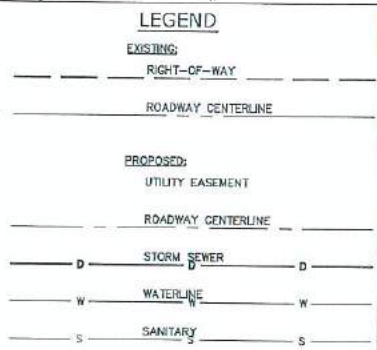 LEGEND
EXISTING:
RIGHT-OF-WAY
ROADWAY CENTERLINE
PROPOSED:
UTILITY EASEMENT
ROADWAY CENTERLINE
STORM SEWER
D D D
WATERLINE
W W W
SANITARY
S S S